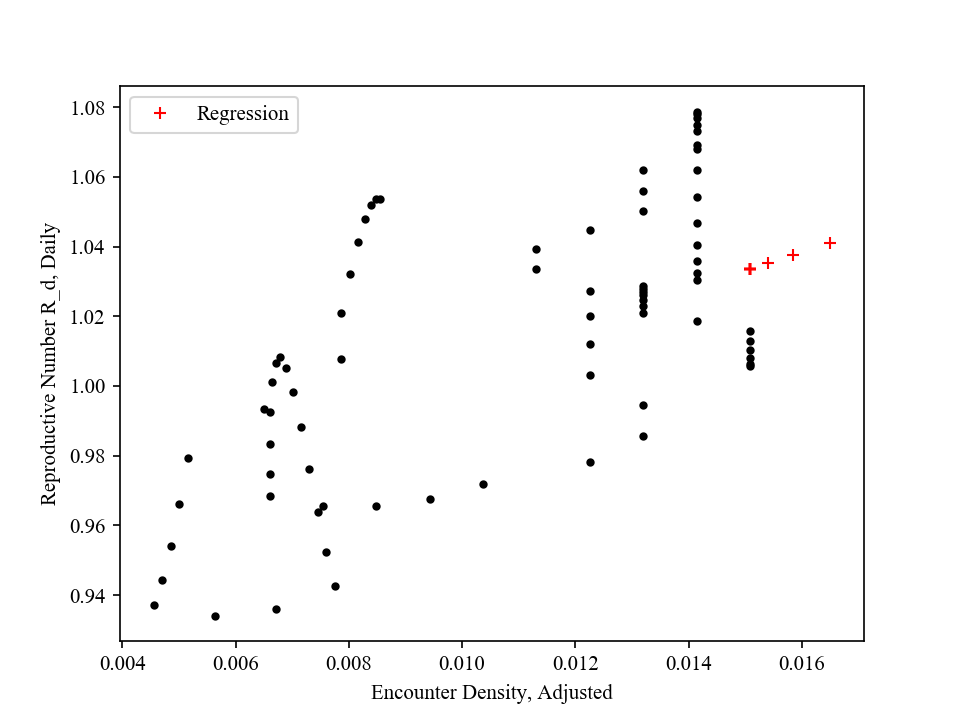 Regression
1.08
1.06
1.04
1.02
1.00
0.98
0.96
0.94
Reproductive Number R_d, Daily
0.004 0.006 0.008 0.010 0.012 0.014 0.016
Encounter Density, Adjusted